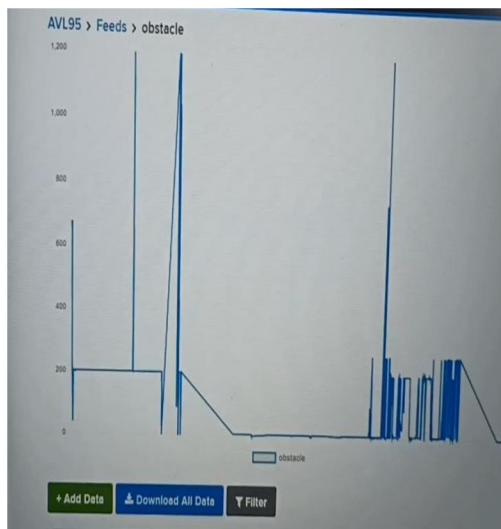 AVL95 > Feeds > obstacle
1,200
1,000
800
600
400
200
0
obstacle
+ Add Data
Download All Data
Filter